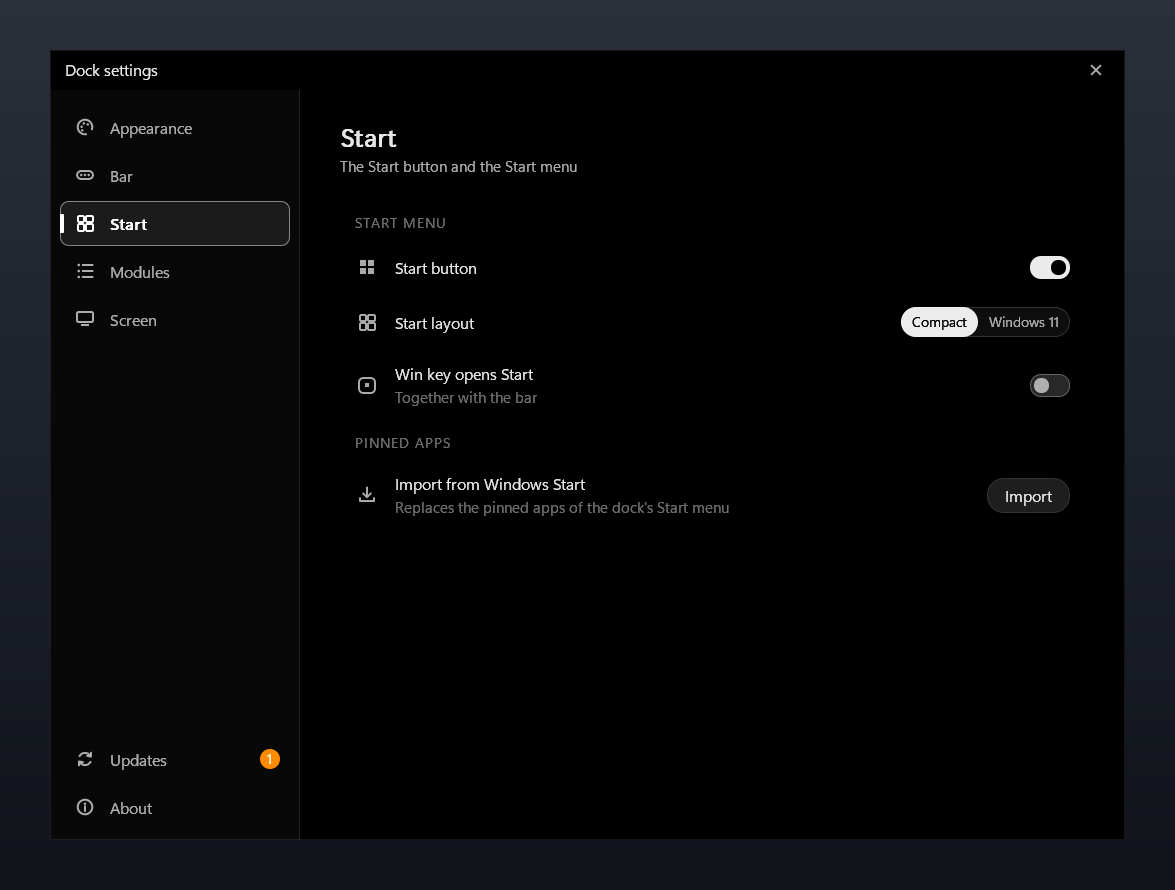 Dock settings
Appearance
Bar
Start
Modules
Screen
Updates
1
About
Start
The Start button and the Start menu
START MENU
Start button
Start layout
Compact
Windows 11
Win key opens Start
Together with the bar
PINNED APPS
Import from Windows Start
Replaces the pinned apps of the dock's Start menu
Import